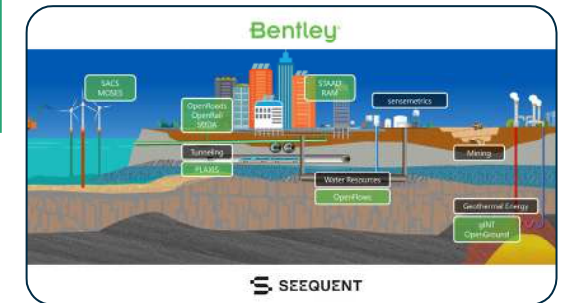 Bentley
SACS
MOSES
OpenRoads
OpenRail
SUDA
STAAD
RAM
sensemetrics
Tunneling
PLAXIS
Mining
Water Resources
OpenFlows
Geothermal Energy
gINT
OpenGround
SEEQUENT